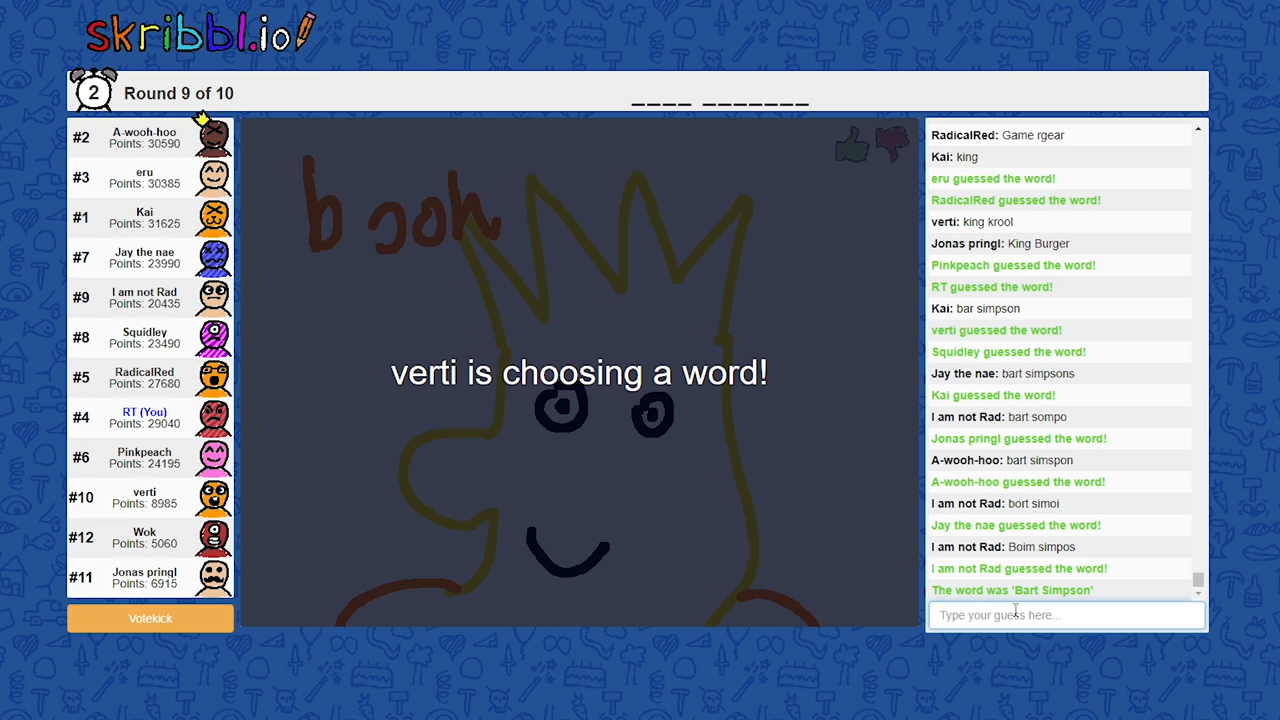 skribbl.io
2
Round 9 of 10
____ _______
#2 A-wooh-hoo
Points: 30590
#3 eru
Points: 30385
#1 Kai
Points: 31625
#7 Jay the nae
Points: 23990
#9 I am not Rad
Points: 20435
#8 Squidley
Points: 23490
#5 RadicalRed
Points: 27680
#4 RT (You)
Points: 29040
#6 Pinkpeach
Points: 24195
#10 verti
Points: 8985
#12 Wok
Points: 5060
#11 Jonas pringl
Points: 6915
Votekick
verti is choosing a word!
RadicalRed: Game rgear
Kai: king
eru guessed the word!
RadicalRed guessed the word!
verti: king krool
Jonas pringl: King Burger
Pinkpeach guessed the word!
RT guessed the word!
Kai: bar simpson
verti guessed the word!
Squidley guessed the word!
Jay the nae: bart simpsons
Kai guessed the word!
I am not Rad: bart sompo
Jonas pringl guessed the word!
A-wooh-hoo: bart simspon
A-wooh-hoo guessed the word!
I am not Rad: bort simoi
Jay the nae guessed the word!
I am not Rad: Boim simpos
I am not Rad guessed the word!
The word was 'Bart Simpson'
Type your guess here...